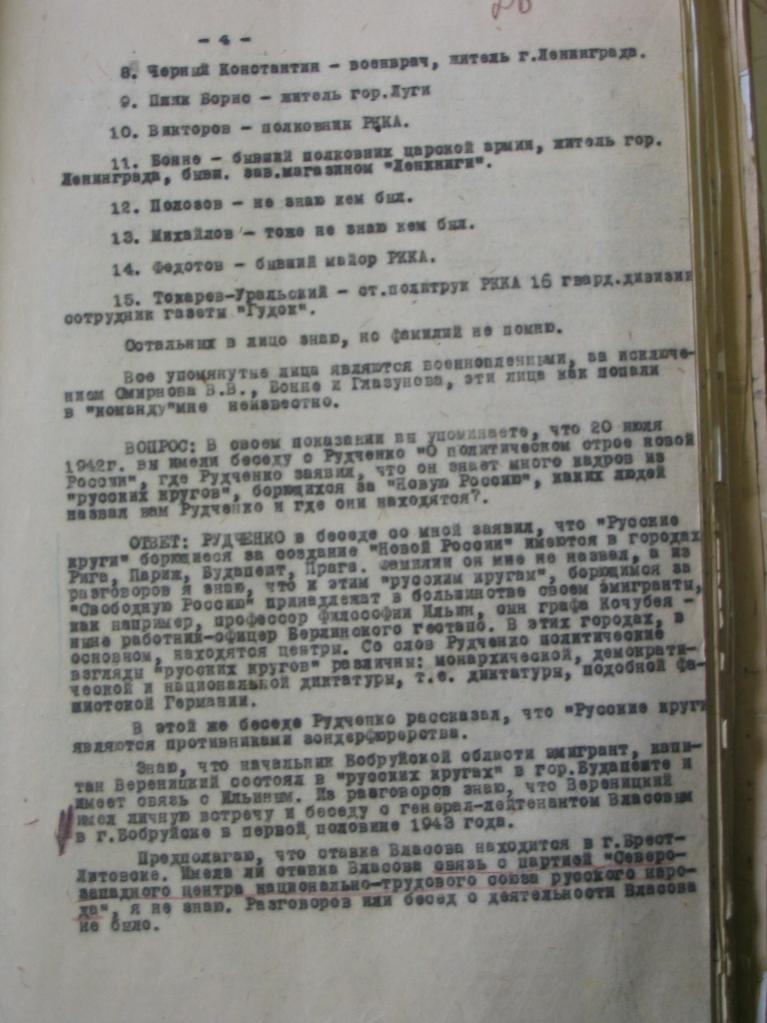 - 4 -
8. Черный Константин - военврач, житель г.Ленинграда.
9. Пляк Борис - житель гор.Луги
10. Викторов - полковник РККА.
11. Бонне - бывший полковник царской армии, житель гор.
Ленинграда, бывш. зав.магазином "Ленкниги".
12. Полозов - не знаю кем был.
13. Михайлов - тоже не знаю кем был.
14. Федотов - бывший майор РККА.
15. Токарев-Уральский - ст.политрук РККА 16 гвард.дивизии
сотрудник газеты "Гудок".
Остальных в лицо знаю, но фамилий не помню.
Все упомянутые лица являются военнопленными, за исключе-
нием Смирнова В.В., Бонне и Глазунова, эти лица как попали
в "команду"мне неизвестно.
ВОПРОС: В своем показании вы упоминаете, что 20 июля
1942г. вы имели беседу с Рудченко "О политическом строе новой
России", где Рудченко заявил, что он знает много кадров из
"русских кругов", борющихся за "Новую Россию", каких людей
назвал вам Рудченко и где они находятся?.
ОТВЕТ: РУДЧЕНКО в беседе со мной заявил, что "Русские
круги" борющиеся за создание "Новой России" имеются в городах
Рига, Париж, Будапешт, Прага. Фамилии он мне не назвал, а из
разговоров я знаю, что к этим "русским кругам", борющимся за
"Свободную Россию" принадлежат в большинстве своем эмигранты,
как например, профессор философии Ильин, сын графа Кочубея -
ныне работник-офицер Берлинского гестапо. В этих городах, в
основном, находятся центры. Со слов Рудченко политические
взгляды "русских кругов" различны: монархической, демократи-
ческой и национальной диктатуры, т.е. диктатуры, подобной фа-
шистской Германии.
В этой же беседе Рудченко рассказал, что "Русские круги
являются противниками зондерфюрерства.
Знаю, что начальник Бобруйской области эмигрант, капи-
тан Вереницкий состоял в "русских кругах" в гор.Будапеште и
имеет связь с Ильиным. Из разговоров знаю, что Вереницкий
имел личную встречу и беседу с генерал-лейтенантом Власовым
в г.Бобруйске в первой половине 1943 года.
Предполагаю, что ставка Власова находится в г.Брест-
Литовске. Имела ли ставка Власова связь с партией "Северо-
западного центра национально-трудового союза русского наро-
да", я не знаю. Разговоров или бесед о деятельности Власова
не было.